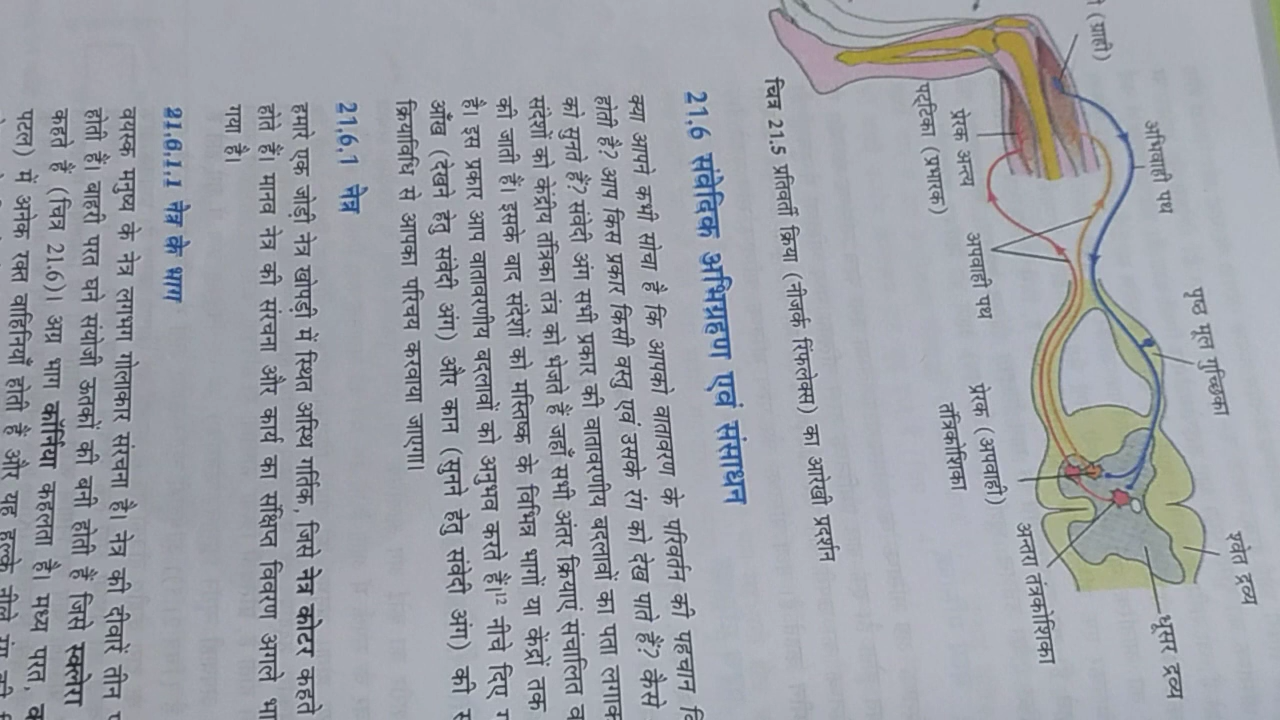 (ग्राही)
अभिवाही पथ
पृष्ठ मूल गुच्छिका
श्वेत द्रव्य
धूसर द्रव्य
प्रेरक अन्त्य
पट्टिका (प्रभारक)
अपवाही पथ
प्रेरक (अपवाही)
तंत्रिकोशिका
अन्तरा तंत्रकोशिका
चित्र 21.5 प्रतिवर्ती क्रिया (नीजर्क रिफलेक्स) का आरेखी प्रदर्शन
21.6 संवेदिक अभिग्रहण एवं संसाधन
क्या आपने कभी सोचा है कि आपको वातावरण के परिवर्तन की पहचान
होती है? आप किस प्रकार किसी वस्तु एवं उसके रंग को देख पाते हैं? कैसे
को सुनते हैं? संवेदी अंग सभी प्रकार की वातावरणीय बदलावों का पता लगाक
संदेशों को केंद्रीय तंत्रिका तंत्र को भेजते हैं जहाँ सभी अंतर क्रियाएं संचालित
की जाती हैं। इसके बाद संदेशों को मस्तिष्क के विभिन्न भागों या केंद्रों तक
है। इस प्रकार आप वातावरणीय बदलावों को अनुभव करते हैं।12 नीचे दिए
आँख (देखने हेतु संवेदी अंग) और कान (सुनने हेतु संवेदी अंग) की
क्रियाविधि से आपका परिचय करवाया जाएगा।
21.6.1 नेत्र
हमारे एक जोड़ी नेत्र खोपड़ी में स्थित अस्थि गर्तिक, जिसे नेत्र कोटर कहते
होते हैं। मानव नेत्र की संरचना और कार्य का संक्षिप्त विवरण अगले भा
गया है।
21.6.1.1 नेत्र के भाग
वयस्क मनुष्य के नेत्र लगभग गोलाकार संरचना है। नेत्र की दीवारें तीन
होती हैं। बाहरी परत घने संयोजी ऊतकों की बनी होती है जिसे स्क्लेरा
कहते हैं (चित्र 21.6)। अग्र भाग कॉर्निया कहलाता है। मध्य परत,
पटल) में अनेक रक्त वाहिनियाँ होती हैं और यह हल्के नीले रंग